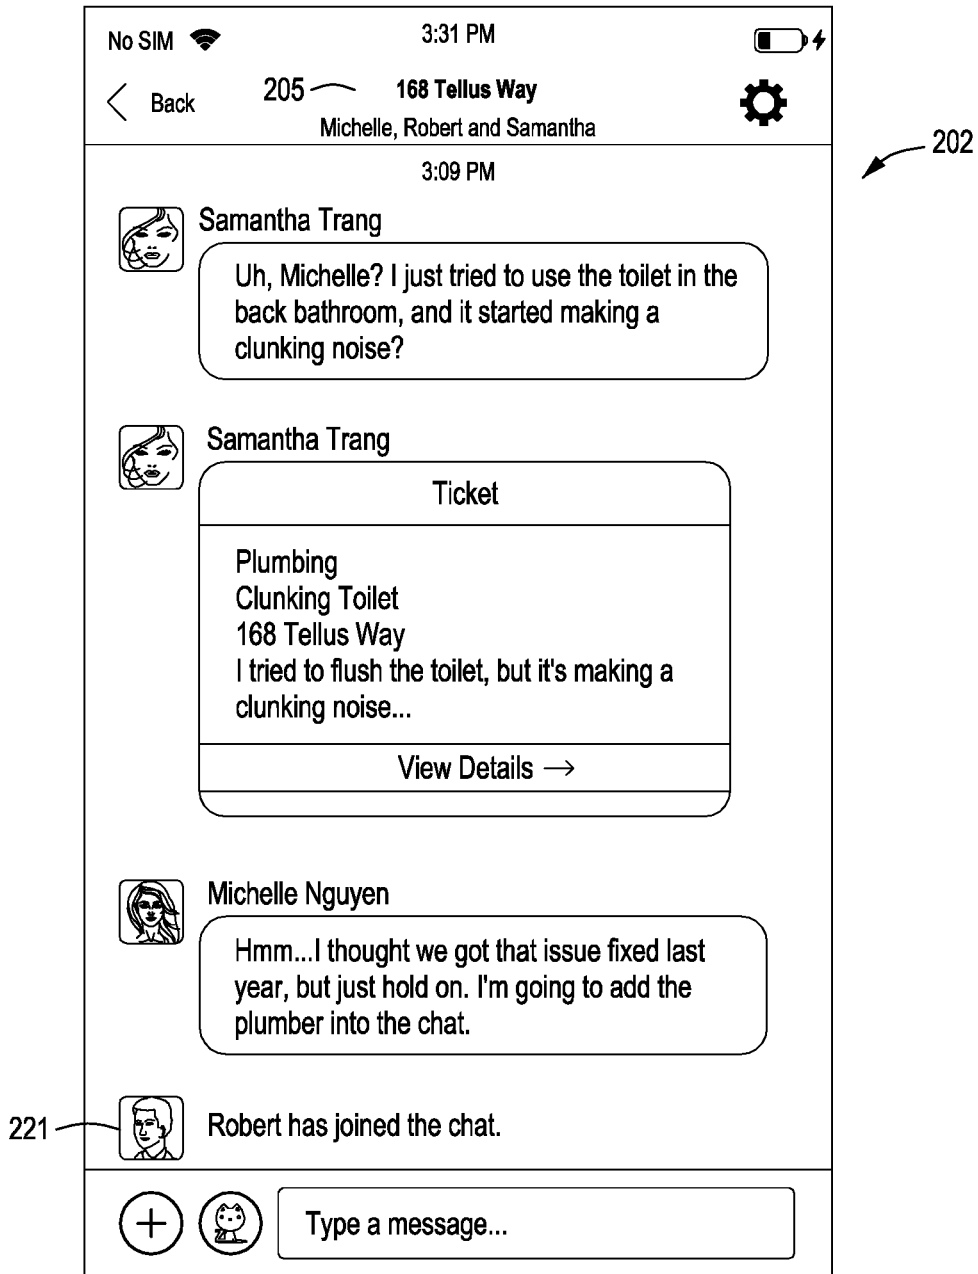 No SIM
3:31 PM
Back
205
168 Tellus Way
Michelle, Robert and Samantha
202
3:09 PM
Samantha Trang
Uh, Michelle? I just tried to use the toilet in the
back bathroom, and it started making a
clunking noise?
Samantha Trang
Ticket
Plumbing
Clunking Toilet
168 Tellus Way
I tried to flush the toilet, but it's making a
clunking noise...
View Details →
Michelle Nguyen
Hmm...I thought we got that issue fixed last
year, but just hold on. I'm going to add the
plumber into the chat.
221
Robert has joined the chat.
Type a message...